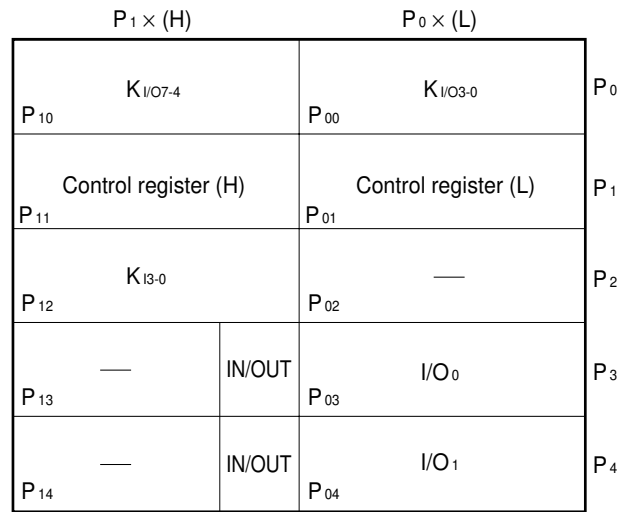 P1 × (H) P0 × (L)
KI/O7-4 KI/O3-0 P0
P10 P00
Control register (H) Control register (L) P1
P11 P01
KI3-0 — P2
P12 P02
— IN/OUT I/O0 P3
P13 P03
— IN/OUT I/O1 P4
P14 P04